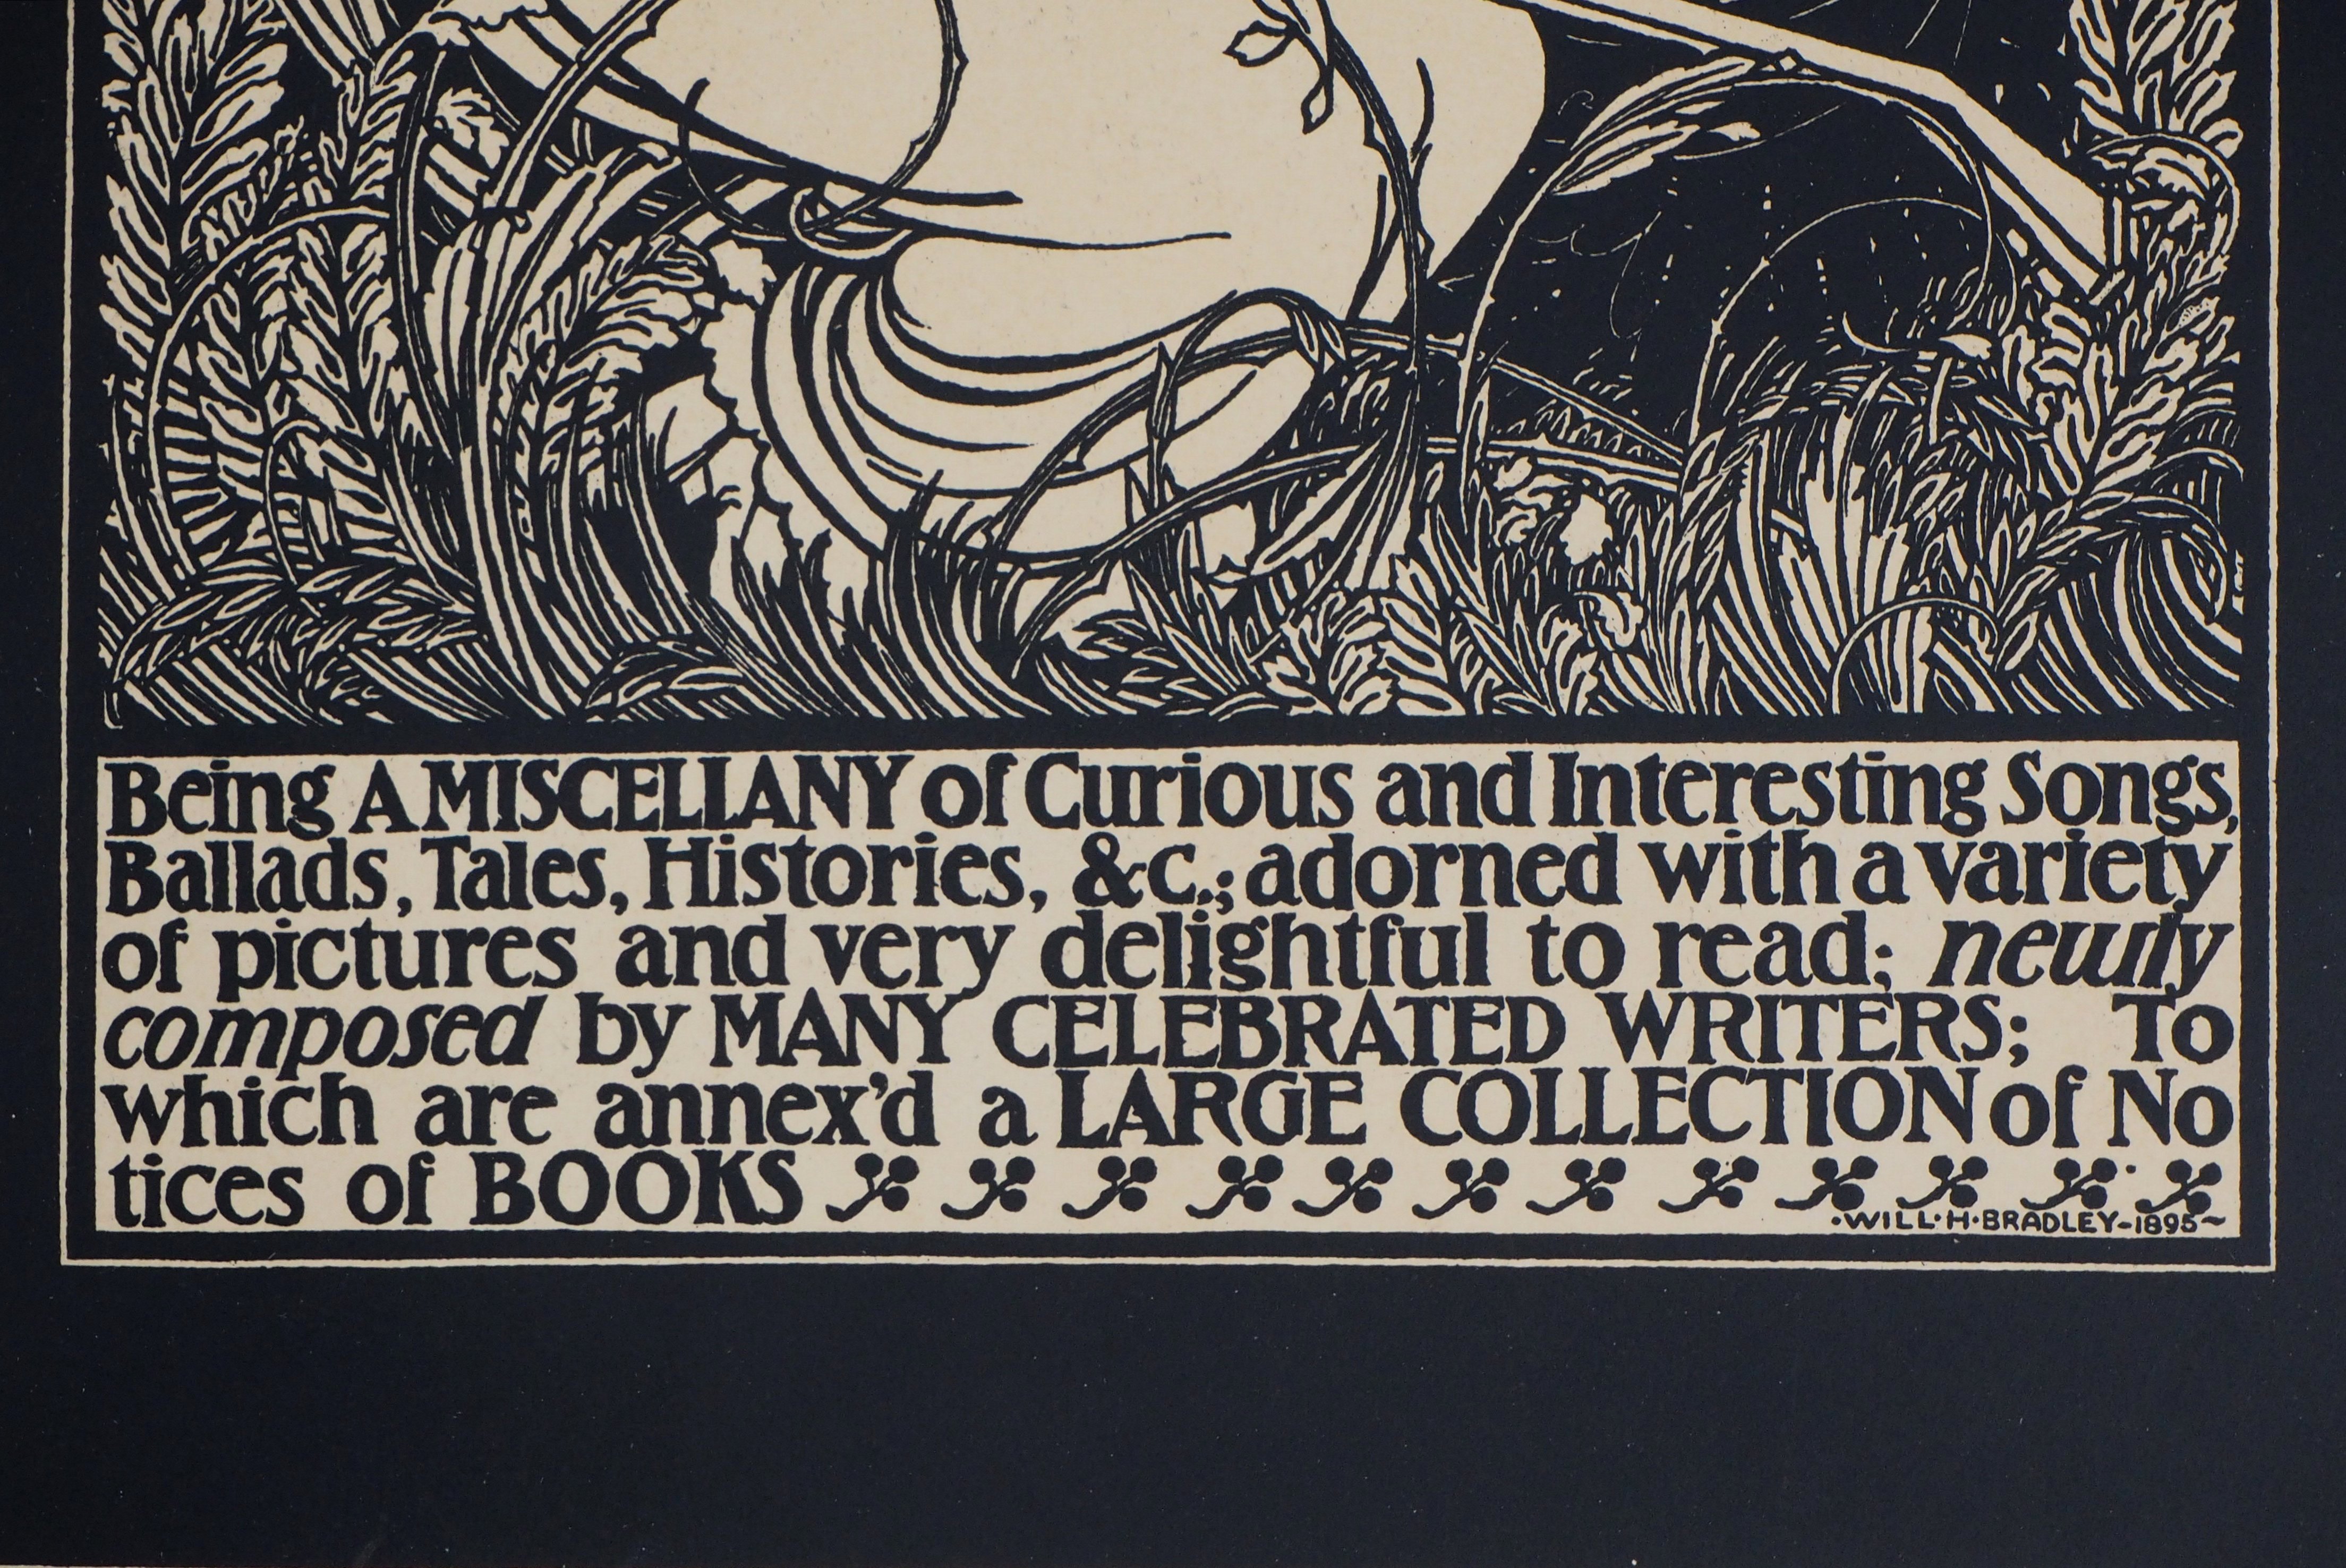 Being A MISCELLANY of Curious and Interesting Songs,
Ballads, Tales, Histories, &c.; adorned with a variety
of pictures and very delightful to read; newly
composed by MANY CELEBRATED WRITERS; To
which are annex'd a LARGE COLLECTION of No
tices of BOOKS
·WILL·H·BRADLEY-1895~